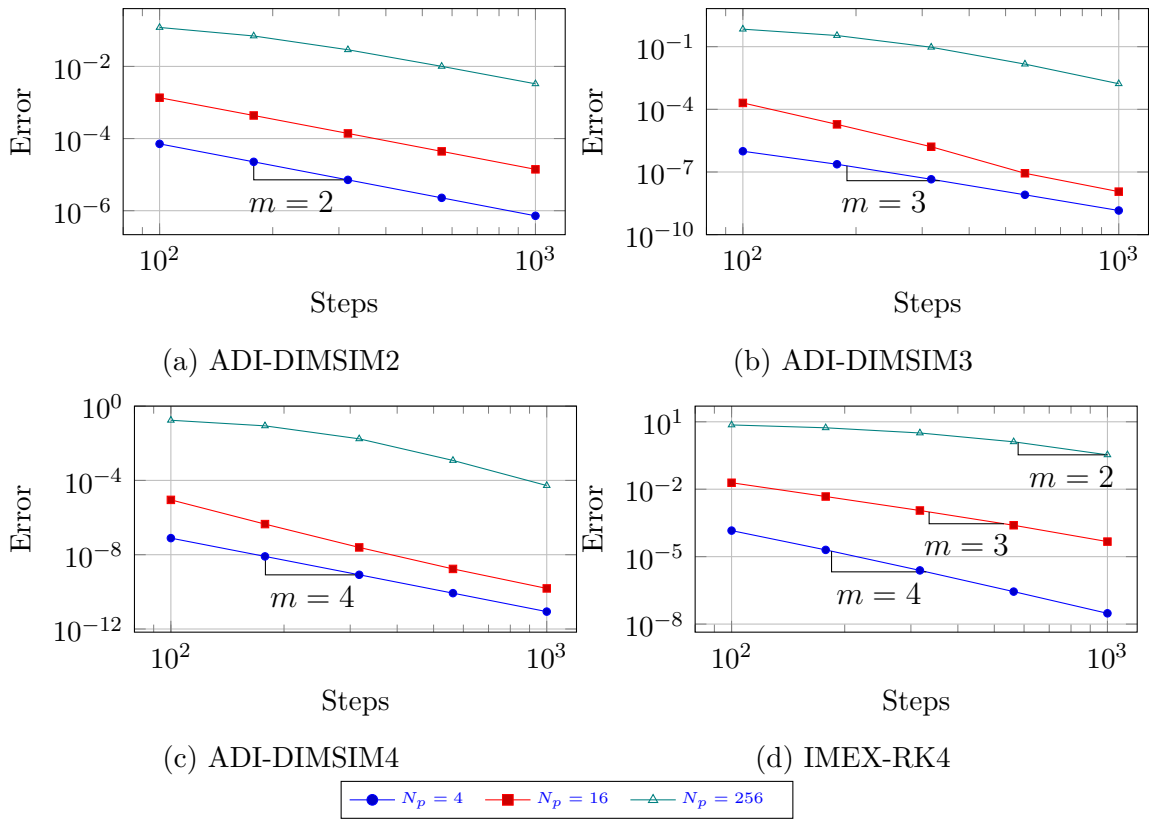 Error
10^{-2}
10^{-4}
10^{-6}
m = 2
10^2
10^3
Steps
(a) ADI-DIMSIM2
Error
10^{-1}
10^{-4}
10^{-7}
10^{-10}
m = 3
10^2
10^3
Steps
(b) ADI-DIMSIM3
Error
10^0
10^{-4}
10^{-8}
10^{-12}
m = 4
10^2
10^3
Steps
(c) ADI-DIMSIM4
Error
10^1
10^{-2}
10^{-5}
10^{-8}
m = 2
m = 3
m = 4
10^2
10^3
Steps
(d) IMEX-RK4
N_p = 4 N_p = 16 N_p = 256